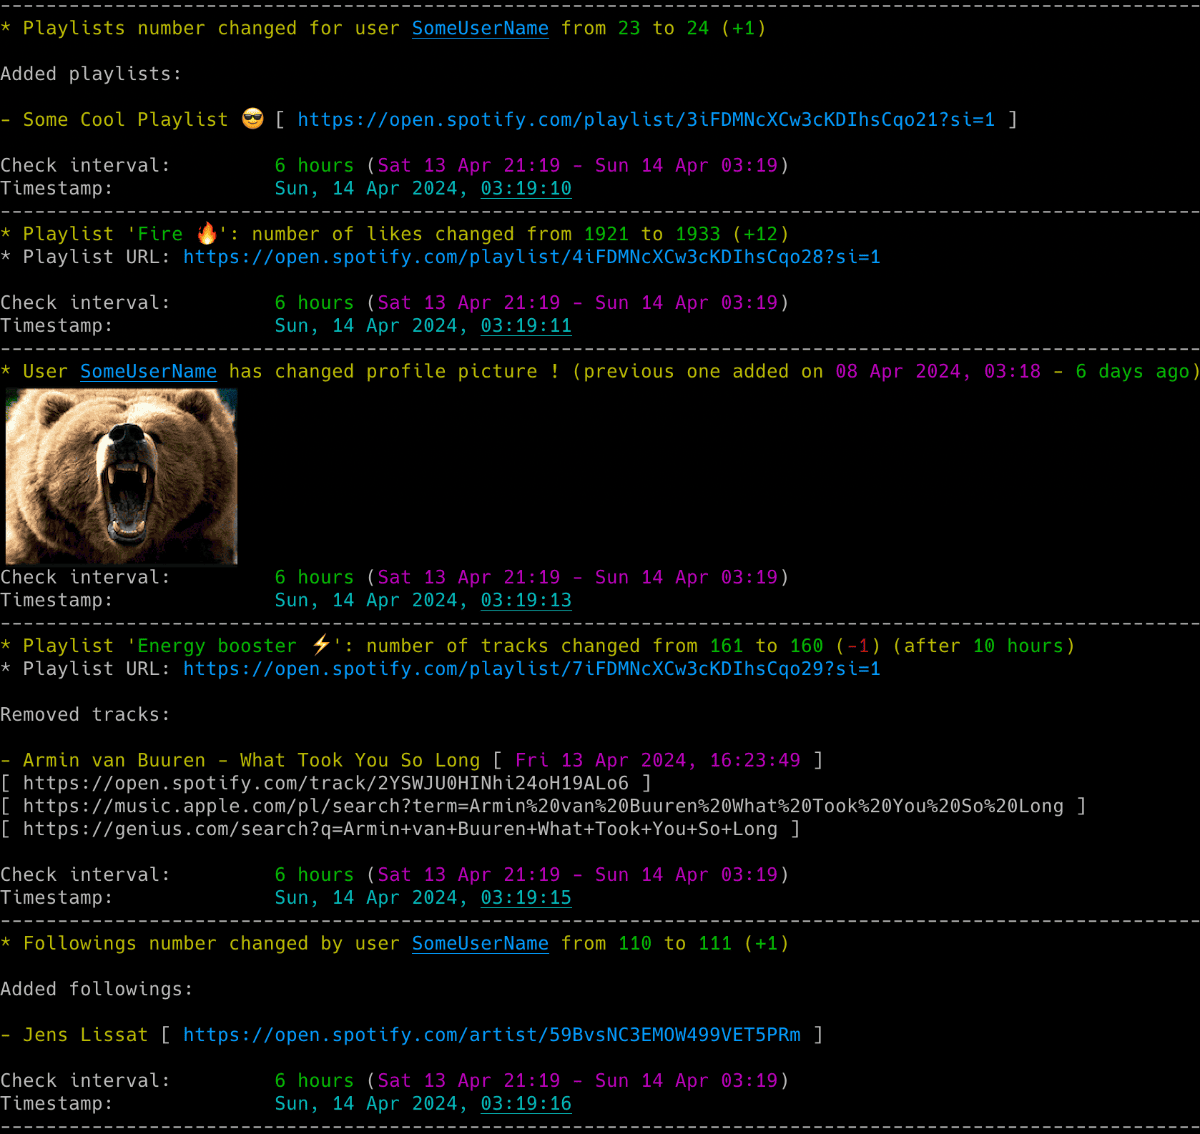 * Playlists number changed for user SomeUserName from 23 to 24 (+1)
Added playlists:
- Some Cool Playlist 😎 [ https://open.spotify.com/playlist/3iFDMNcXCw3cKDIhsCqo21?si=1 ]
Check interval: 6 hours (Sat 13 Apr 21:19 - Sun 14 Apr 03:19)
Timestamp: Sun, 14 Apr 2024, 03:19:10
* Playlist 'Fire 🔥': number of likes changed from 1921 to 1933 (+12)
* Playlist URL: https://open.spotify.com/playlist/4iFDMNcXCw3cKDIhsCqo28?si=1
Check interval: 6 hours (Sat 13 Apr 21:19 - Sun 14 Apr 03:19)
Timestamp: Sun, 14 Apr 2024, 03:19:11
* User SomeUserName has changed profile picture ! (previous one added on 08 Apr 2024, 03:18 - 6 days ago)
Check interval: 6 hours (Sat 13 Apr 21:19 - Sun 14 Apr 03:19)
Timestamp: Sun, 14 Apr 2024, 03:19:13
* Playlist 'Energy booster ⚡': number of tracks changed from 161 to 160 (-1) (after 10 hours)
* Playlist URL: https://open.spotify.com/playlist/7iFDMNcXCw3cKDIhsCqo29?si=1
Removed tracks:
- Armin van Buuren - What Took You So Long [ Fri 13 Apr 2024, 16:23:49 ]
[ https://open.spotify.com/track/2YSWJU0HINhi24oH19ALo6 ]
[ https://music.apple.com/pl/search?term=Armin%20van%20Buuren%20What%20Took%20You%20So%20Long ]
[ https://genius.com/search?q=Armin+van+Buuren+What+Took+You+So+Long ]
Check interval: 6 hours (Sat 13 Apr 21:19 - Sun 14 Apr 03:19)
Timestamp: Sun, 14 Apr 2024, 03:19:15
* Followings number changed by user SomeUserName from 110 to 111 (+1)
Added followings:
- Jens Lissat [ https://open.spotify.com/artist/59BvsNC3EMOW499VET5PRm ]
Check interval: 6 hours (Sat 13 Apr 21:19 - Sun 14 Apr 03:19)
Timestamp: Sun, 14 Apr 2024, 03:19:16